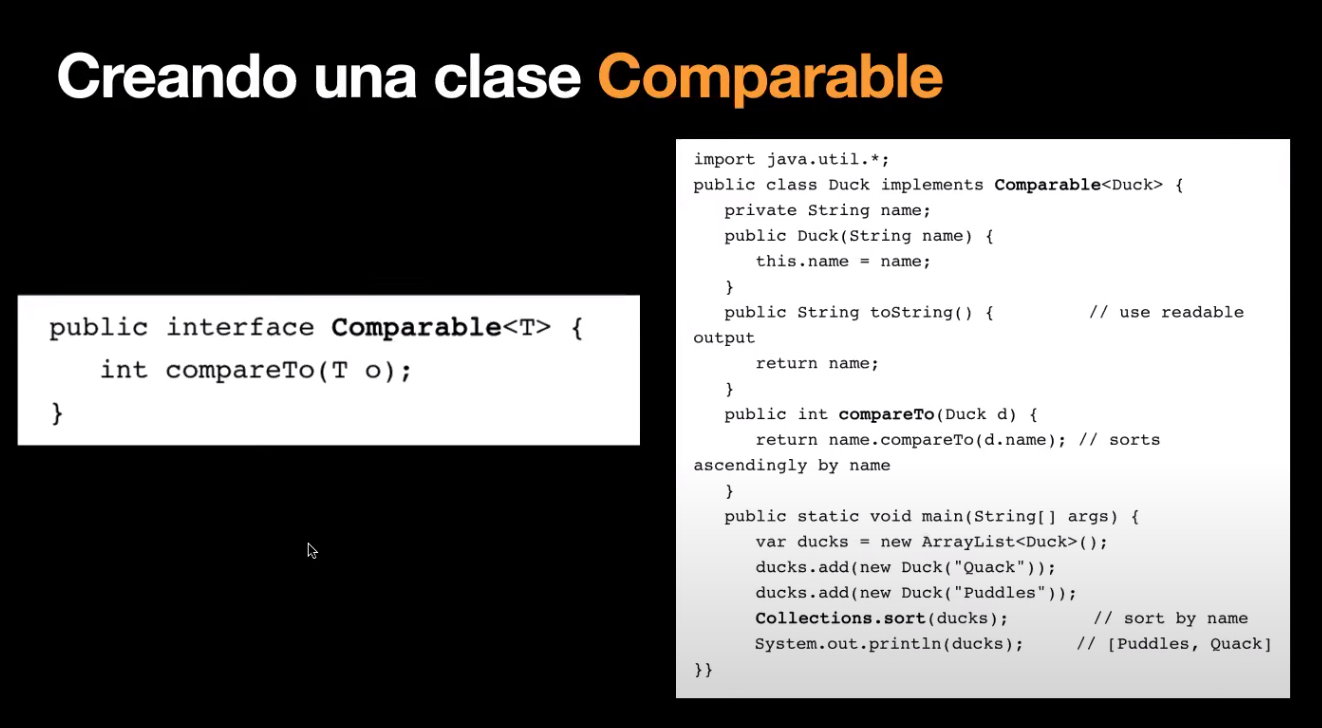 Creando una clase Comparable
public interface Comparable<T> {
   int compareTo(T o);
}
import java.util.*;
public class Duck implements Comparable<Duck> {
   private String name;
   public Duck(String name) {
      this.name = name;
   }
   public String toString() {         // use readable
output
      return name;
   }
   public int compareTo(Duck d) {
      return name.compareTo(d.name); // sorts
ascendingly by name
   }
   public static void main(String[] args) {
      var ducks = new ArrayList<Duck>();
      ducks.add(new Duck("Quack"));
      ducks.add(new Duck("Puddles"));
      Collections.sort(ducks);        // sort by name
      System.out.println(ducks);     // [Puddles, Quack]
}}